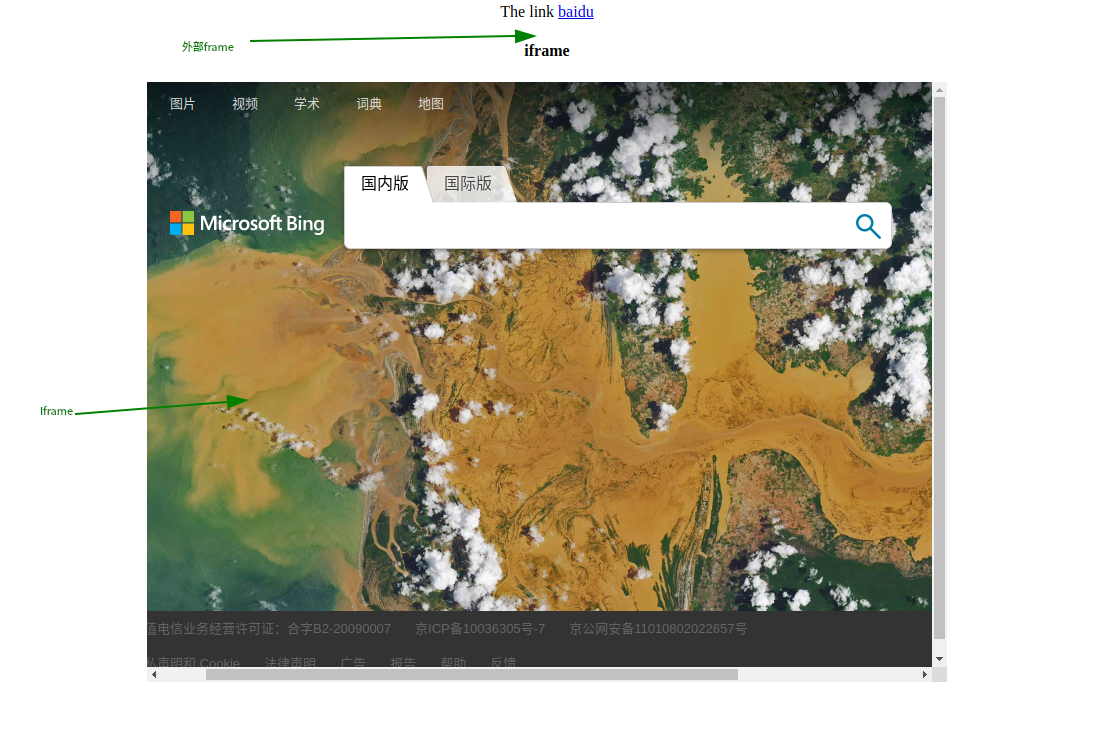 The link baidu
外部frame
iframe
图片 视频 学术 词典 地图
国内版 国际版
Microsoft Bing
Iframe
值电信业务经营许可证：合字B2-20090007 京ICP备10036305号-7 京公网安备11010802022657号
私声明和 Cookie 法律声明 广告 报告 帮助 反馈